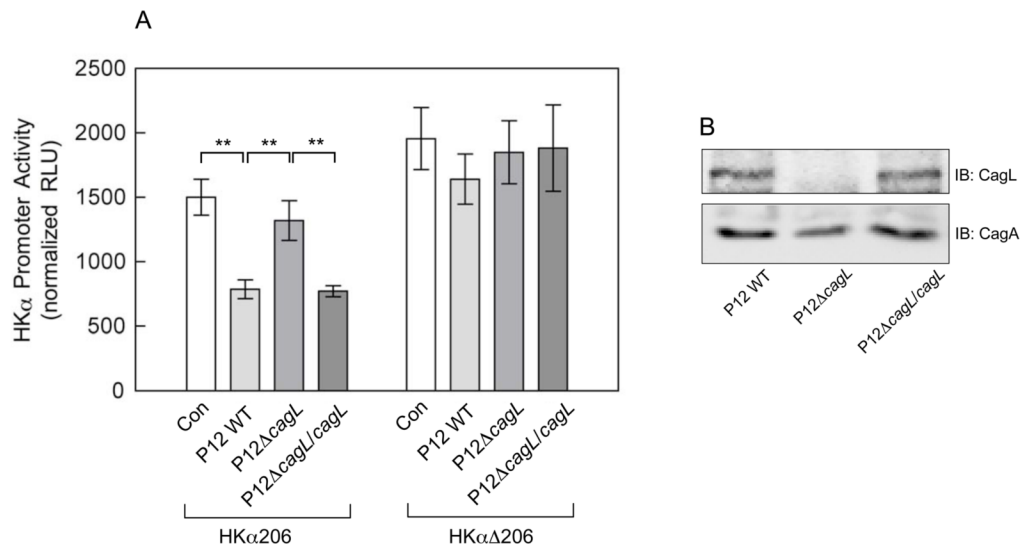 A
HKα Promoter Activity
(normalized RLU)
2500
2000
1500
1000
500
0
** ** **
Con
P12 WT
P12ΔcagL
P12ΔcagL/cagL
Con
P12 WT
P12ΔcagL
P12ΔcagL/cagL
HKα206
HKαΔ206
B
IB: CagL
IB: CagA
P12 WT
P12ΔcagL
P12ΔcagL/cagL